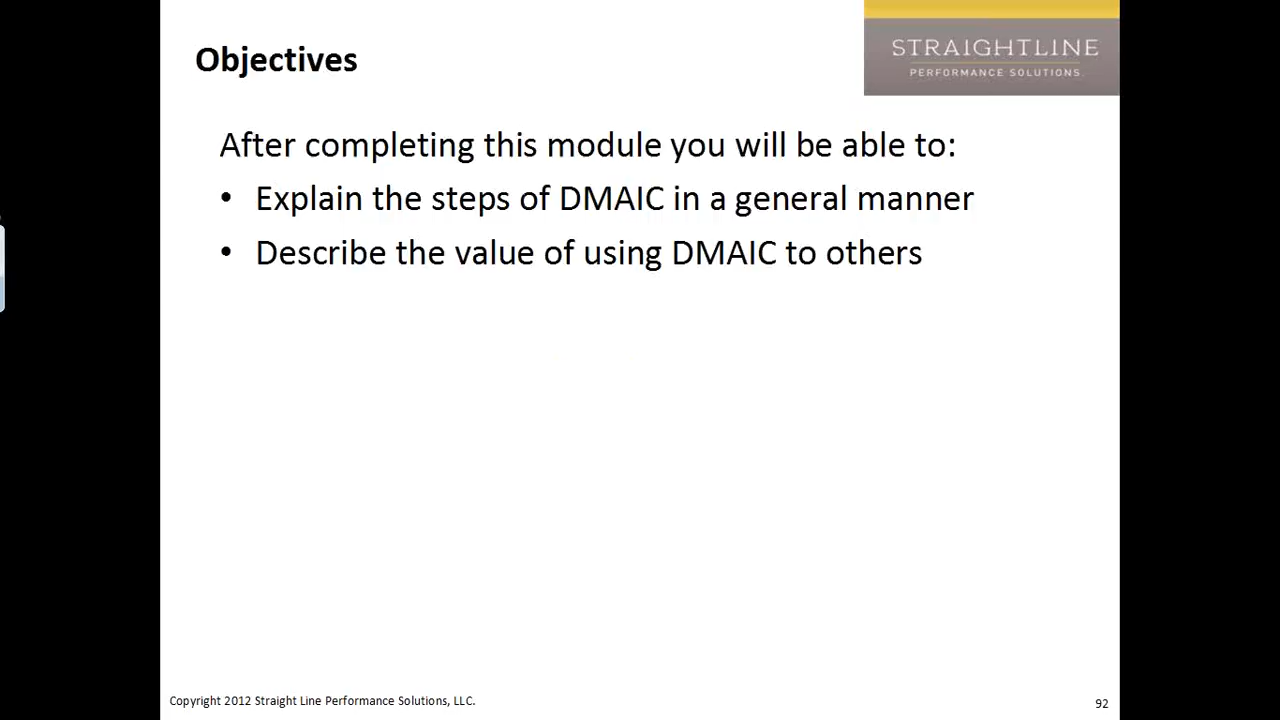 Objectives
STRAIGHTLINE
PERFORMANCE SOLUTIONS
After completing this module you will be able to:
• Explain the steps of DMAIC in a general manner
• Describe the value of using DMAIC to others
Copyright 2012 Straight Line Performance Solutions, LLC.
92